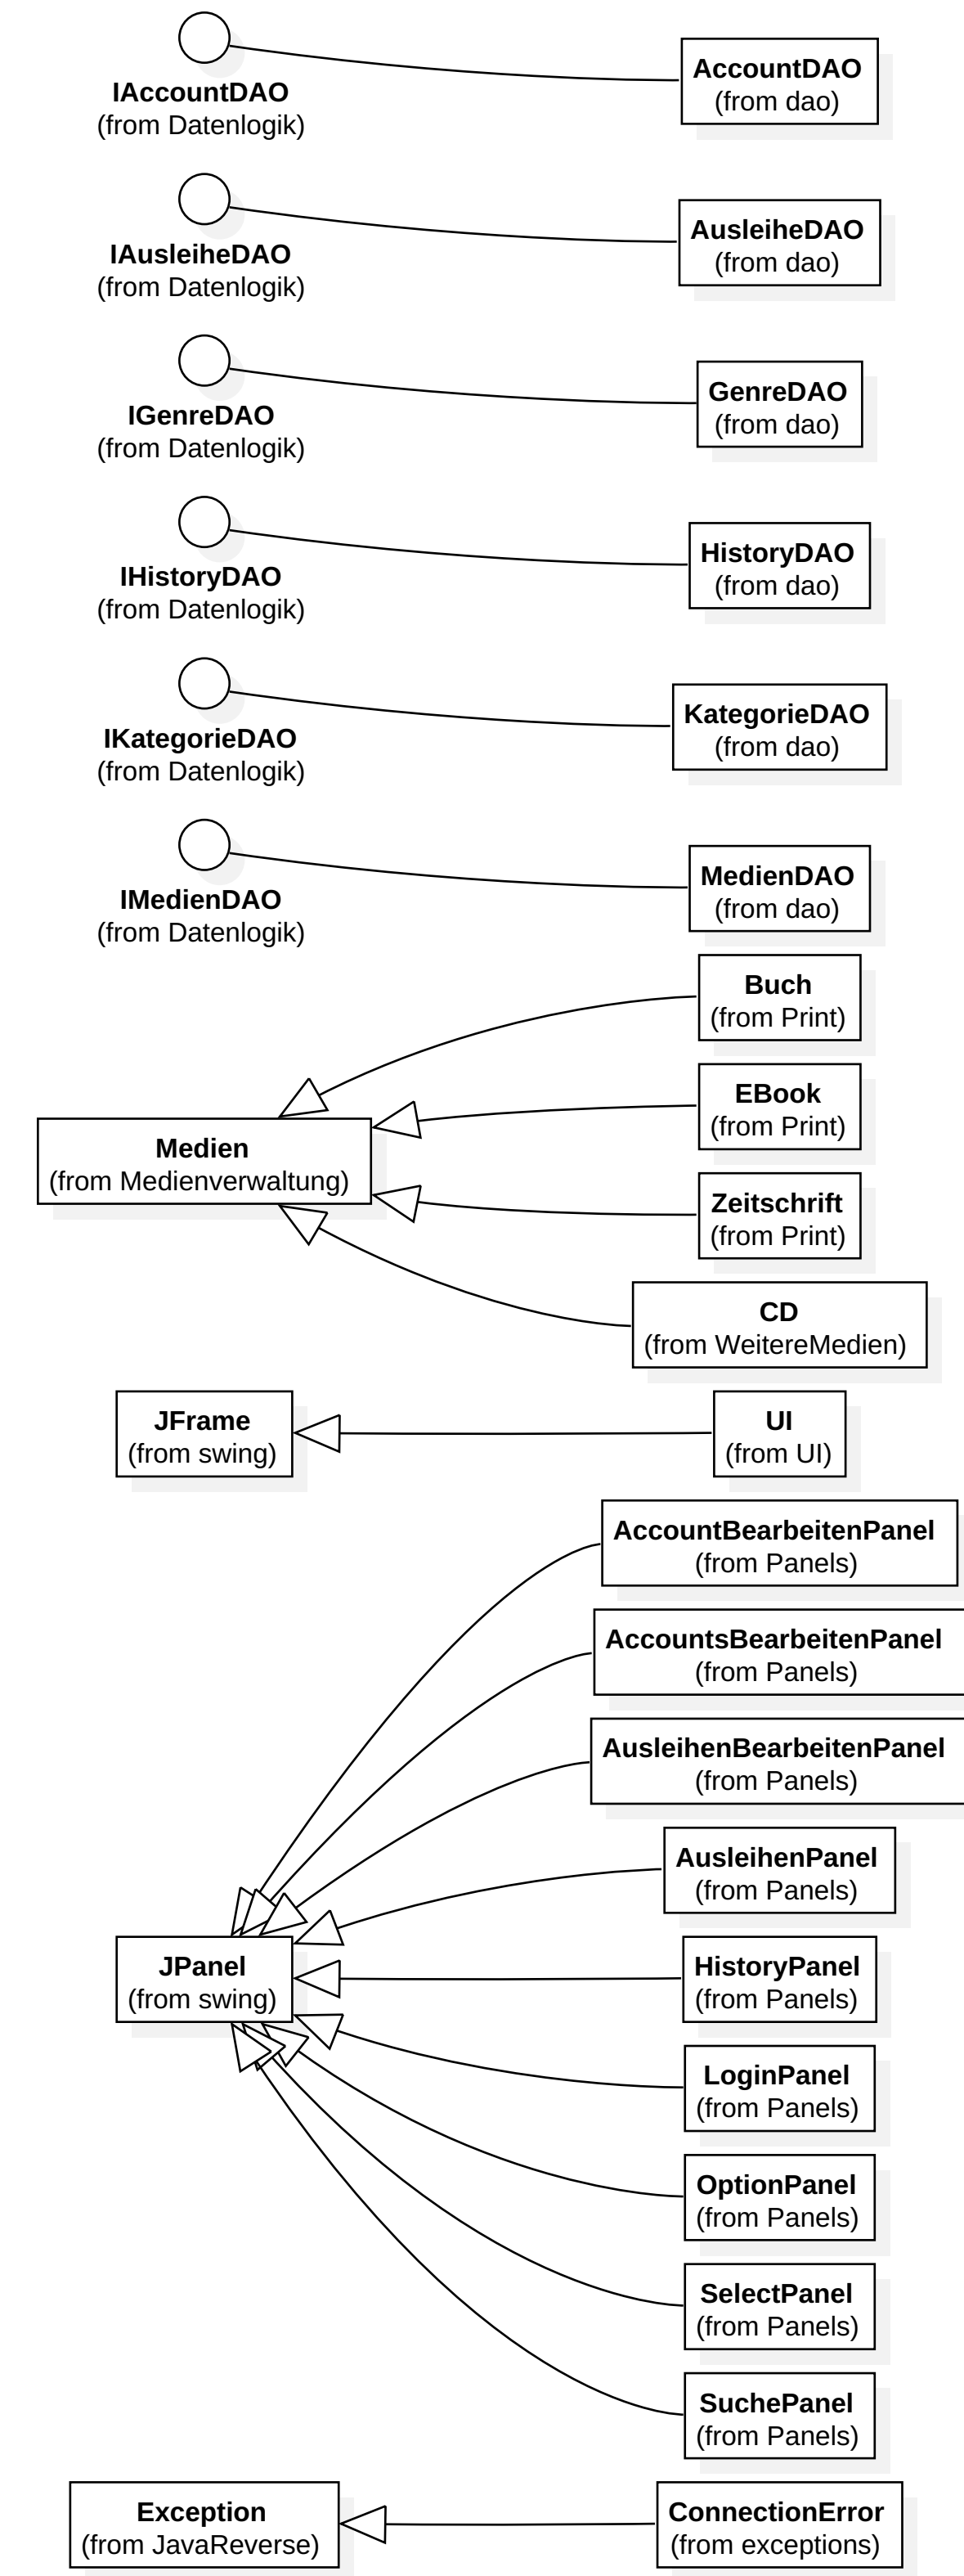 IAccountDAO
(from Datenlogik)
AccountDAO
(from dao)
IAusleiheDAO
(from Datenlogik)
AusleiheDAO
(from dao)
IGenreDAO
(from Datenlogik)
GenreDAO
(from dao)
IHistoryDAO
(from Datenlogik)
HistoryDAO
(from dao)
IKategorieDAO
(from Datenlogik)
KategorieDAO
(from dao)
IMedienDAO
(from Datenlogik)
MedienDAO
(from dao)
Medien
(from Medienverwaltung)
Buch
(from Print)
EBook
(from Print)
Zeitschrift
(from Print)
CD
(from WeitereMedien)
JFrame
(from swing)
UI
(from UI)
JPanel
(from swing)
AccountBearbeitenPanel
(from Panels)
AccountsBearbeitenPanel
(from Panels)
AusleihenBearbeitenPanel
(from Panels)
AusleihenPanel
(from Panels)
HistoryPanel
(from Panels)
LoginPanel
(from Panels)
OptionPanel
(from Panels)
SelectPanel
(from Panels)
SuchePanel
(from Panels)
Exception
(from JavaReverse)
ConnectionError
(from exceptions)